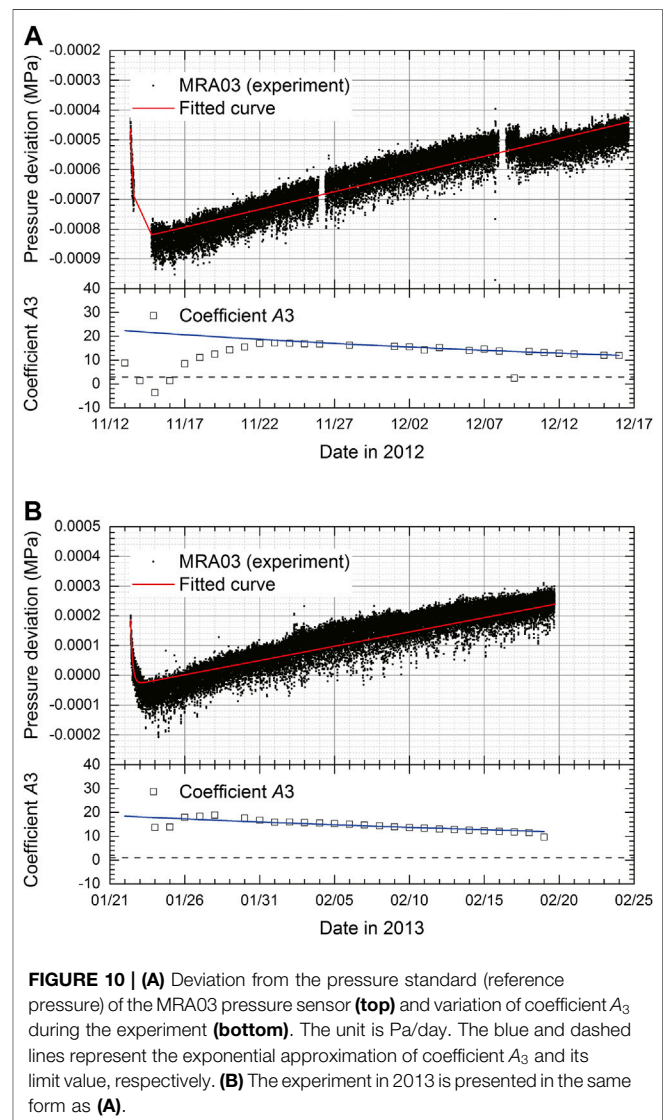 A
-0.0002
-0.0003
-0.0004
-0.0005
-0.0006
-0.0007
-0.0008
-0.0009
Pressure deviation (MPa)
MRA03 (experiment)
Fitted curve
40
30
20
10
0
-10
Coefficient A3
Coefficient A3
11/12 11/17 11/22 11/27 12/02 12/07 12/12 12/17
Date in 2012
B
0.0005
0.0004
0.0003
0.0002
0.0001
0.0000
-0.0001
-0.0002
Pressure deviation (MPa)
MRA03 (experiment)
Fitted curve
40
30
20
10
0
-10
Coefficient A3
Coefficient A3
01/21 01/26 01/31 02/05 02/10 02/15 02/20 02/25
Date in 2013
FIGURE 10 | (A) Deviation from the pressure standard (reference
pressure) of the MRA03 pressure sensor (top) and variation of coefficient A3
during the experiment (bottom). The unit is Pa/day. The blue and dashed
lines represent the exponential approximation of coefficient A3 and its
limit value, respectively. (B) The experiment in 2013 is presented in the same
form as (A).